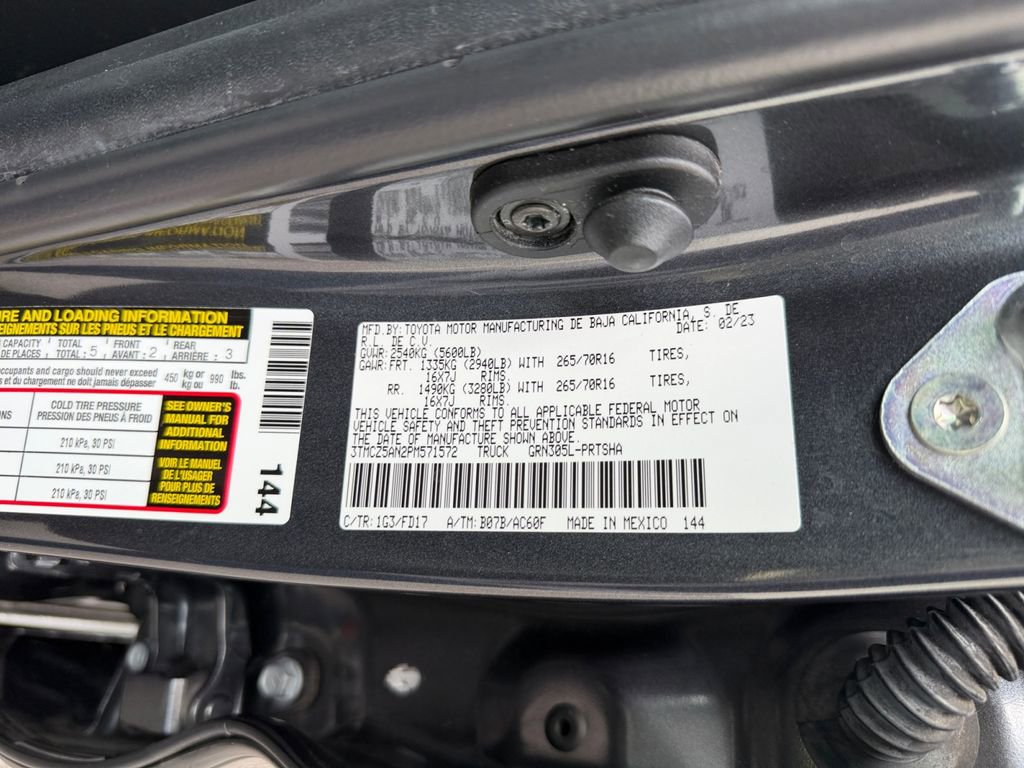 RE AND LOADING INFORMATION
SEIGNEMENTS SUR LES PNEUS ET LE CHARGEMENT
CAPACITY TOTAL FRONT REAR
DE PLACES TOTAL : 5 AVANT : 2 ARRIÈRE : 3
occupants and cargo should never exceed 450 kg or 990 lbs.
s et du chargement ne doit jamais dépasser kg ou lb.
COLD TIRE PRESSURE
PRESSION DES PNEUS À FROID
210 kPa, 30 PSI
210 kPa, 30 PSI
210 kPa, 30 PSI
SEE OWNER'S
MANUAL FOR
ADDITIONAL
INFORMATION
VOIR LE MANUEL
DE L'USAGER
POUR PLUS DE
RENSEIGNEMENTS
144
MFD. BY: TOYOTA MOTOR MANUFACTURING DE BAJA CALIFORNIA, S. DE
R.L. DE C.V. DATE: 02/23
GVWR: 2540KG (5600LB)
GAWR: FRT. 1335KG (2940LB) WITH 265/70R16 TIRES,
16X7J RIMS
RR. 1490KG (3280LB) WITH 265/70R16 TIRES,
16X7J RIMS.
THIS VEHICLE CONFORMS TO ALL APPLICABLE FEDERAL MOTOR
VEHICLE SAFETY AND THEFT PREVENTION STANDARDS IN EFFECT ON
THE DATE OF MANUFACTURE SHOWN ABOVE.
3TMCZ5AN2PM571572 TRUCK GRN305L-PRTSHA
C/TR: 1G3/FD17 A/TM: B07B/AC60F MADE IN MEXICO 144